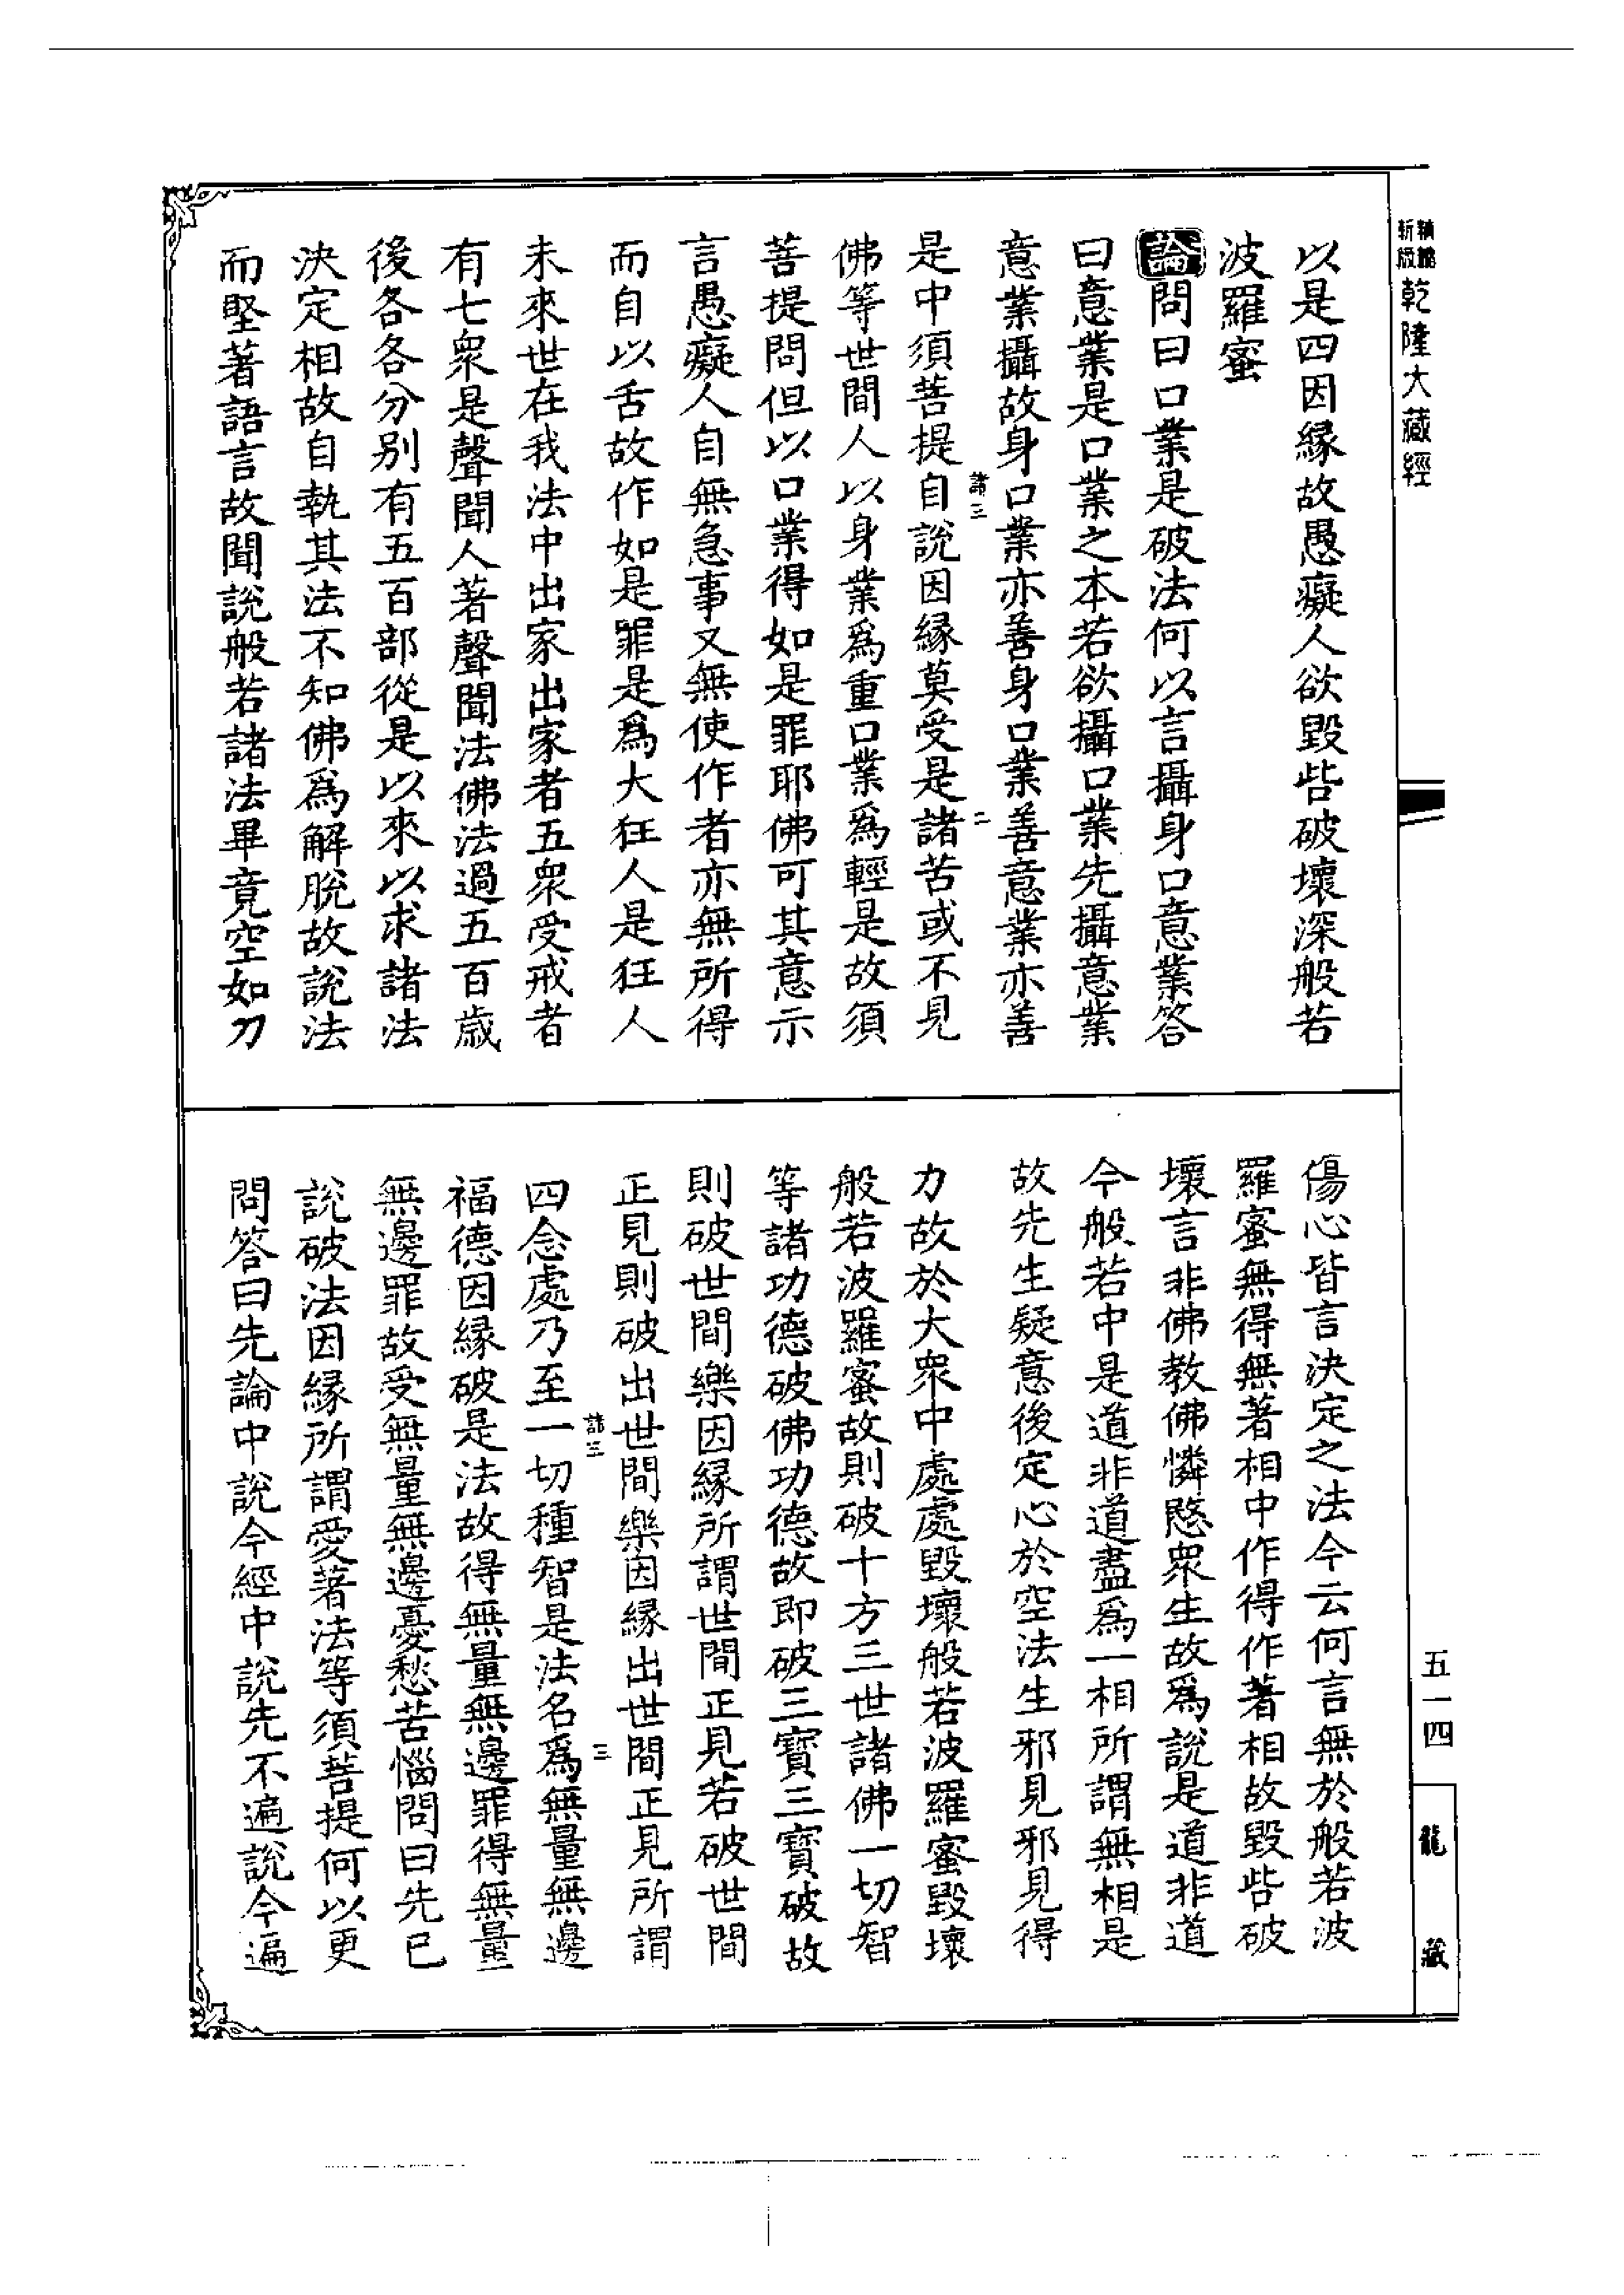 乾隆大藏經
以是四因緣故愚癡人欲毀呰破壞深般若
波羅蜜
論問曰口業是破法何以言攝身口意業答
曰意業是口業之本若欲攝口業先攝意業
意業攝故身口業亦善身口業善意業亦善
是中須菩提自說因緣莫受是諸苦或不見
佛等世間人以身業為重口業為輕是故須
菩提問但以口業得如是罪耶佛可其意示
言愚癡人自無急事又無使作者亦無所得
而自以舌故作如是罪是為大狂人是狂人
未來世在我法中出家出家者五眾受戒者
有七眾是聲聞人著聲聞法佛法過五百歲
後各各分別有五百部從是以來以求諸法
決定相故自執其法不知佛為解脫故說法
而堅著語言故聞說般若諸法畢竟空如刀
二
傷心皆言決定之法今云何言無於般若波
羅蜜無得無著相中作得作著相故毀呰破
壞言非佛教佛憐愍眾生故為說是道非道
今般若中是道非道盡為一相所謂無相是
故先生疑意後定心於空法生邪見邪見得
力故於大眾中處處毀壞般若波羅蜜毀壞
般若波羅蜜故則破十方三世諸佛一切智
等諸功德破佛功德故即破三寶三寶破故
則破世間樂因緣所謂世間正見若破世間
正見則破出世間樂因緣出世間正見所謂
四念處乃至一切種智是法名為無量無邊
福德因緣破是法故得無量無邊罪得無量
無邊罪故受無量無邊憂愁苦惱問曰先已
說破法因緣所謂愛著法等須菩提何以更
問答曰先論中說今經中說先不遍說今遍
三
五一四
龍藏